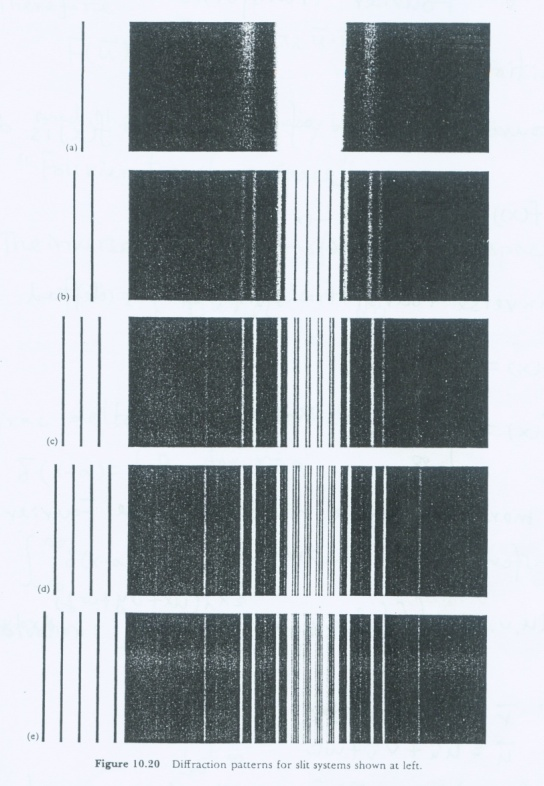 (a)
(b)
(c)
(d)
(e)
Figure 10.20 Diffraction patterns for slit systems shown at left.